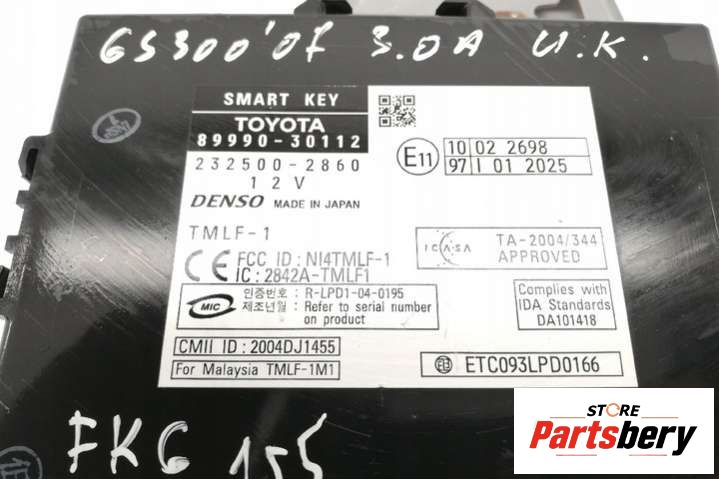 GS300'07 3.0A U.K.
SMART KEY
TOYOTA
89990-30112
232500-2860
12V
DENSO MADE IN JAPAN
E11
10 02 2698
97 I 01 2025
TMLF-1
CE FCC ID : NI4TMLF-1
IC : 2842A-TMLF1
I.C.A.S.A TA-2004/344
APPROVED
MIC 인증번호 : R-LPD1-04-0195
제조년월 : Refer to serial number
on product
Complies with
IDA Standards
DA101418
CMII ID : 2004DJ1455
For Malaysia TMLF-1M1
ETC093LPD0166
FKG 155
STORE
Partsbery